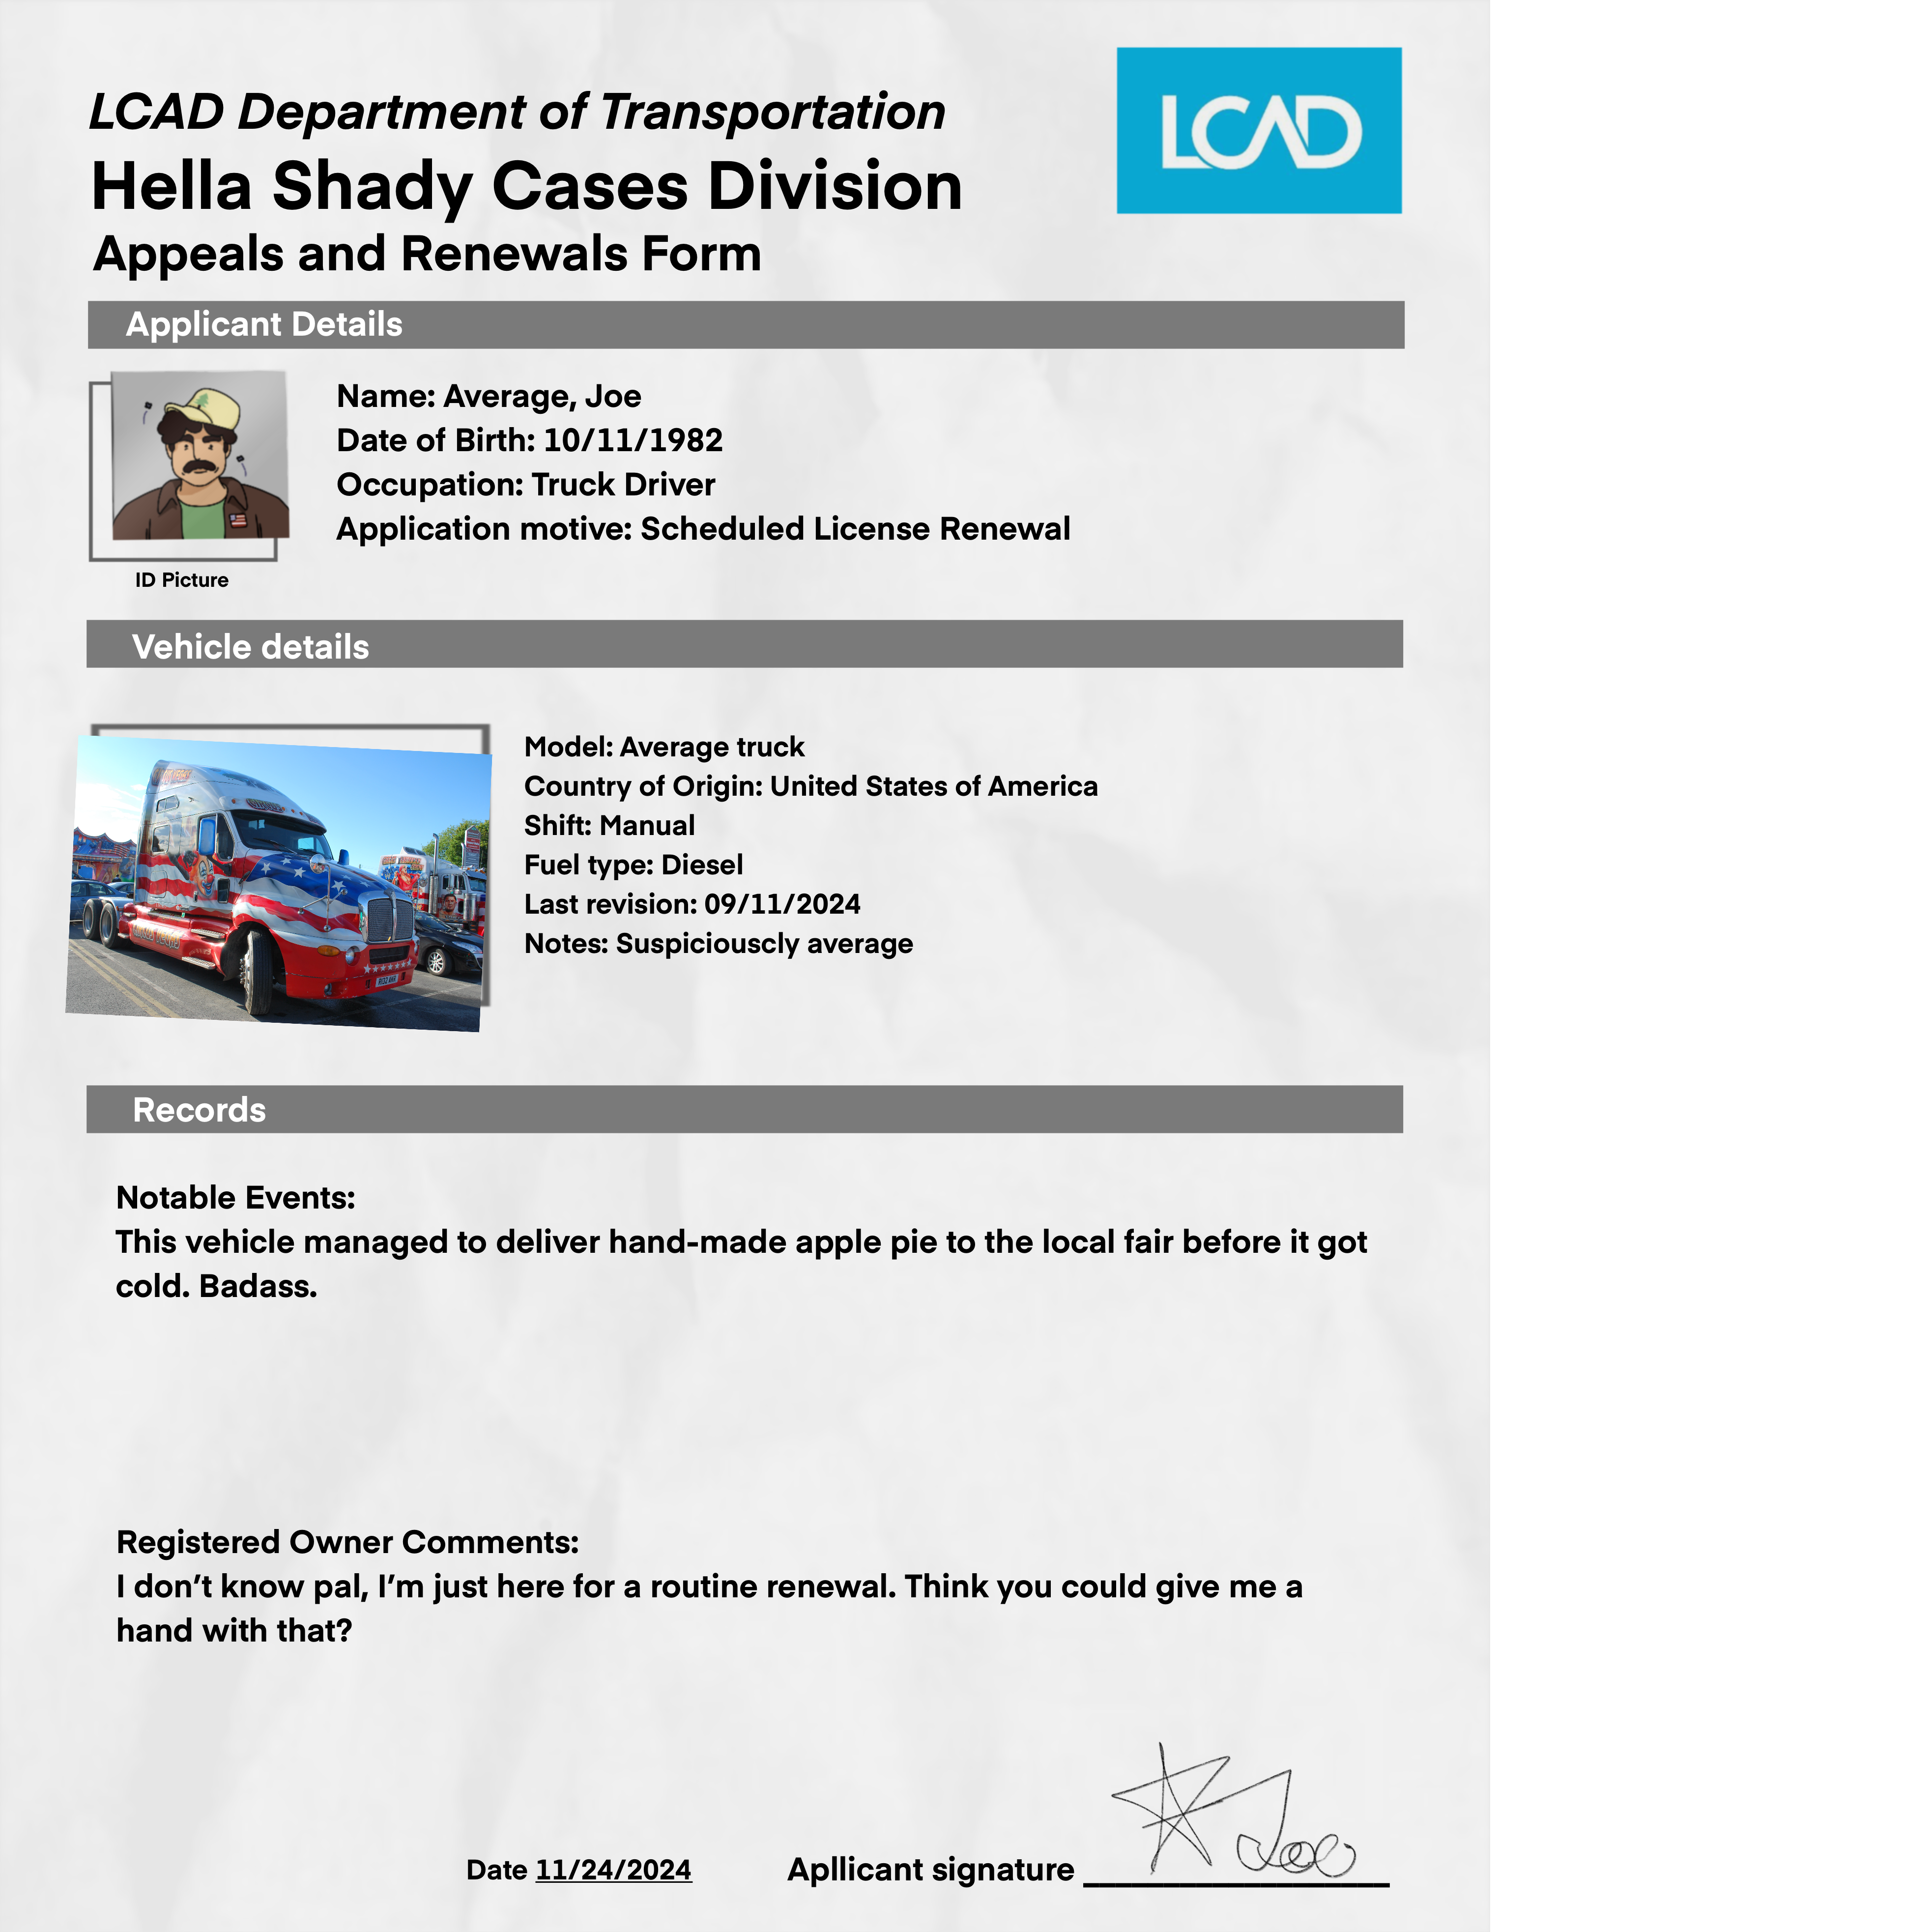 LCAD Department of Transportation
LCAD
Hella Shady Cases Division
Appeals and Renewals Form
Applicant Details
Name: Average, Joe
Date of Birth: 10/11/1982
Occupation: Truck Driver
Application motive: Scheduled License Renewal
ID Picture
Vehicle details
Model: Average truck
Country of Origin: United States of America
Shift: Manual
Fuel type: Diesel
Last revision: 09/11/2024
Notes: Suspiciouscly average
Records
Notable Events:
This vehicle managed to deliver hand-made apple pie to the local fair before it got
cold. Badass.
Registered Owner Comments:
I don’t know pal, I’m just here for a routine renewal. Think you could give me a
hand with that?
Joe
Date 11/24/2024
Apllicant signature